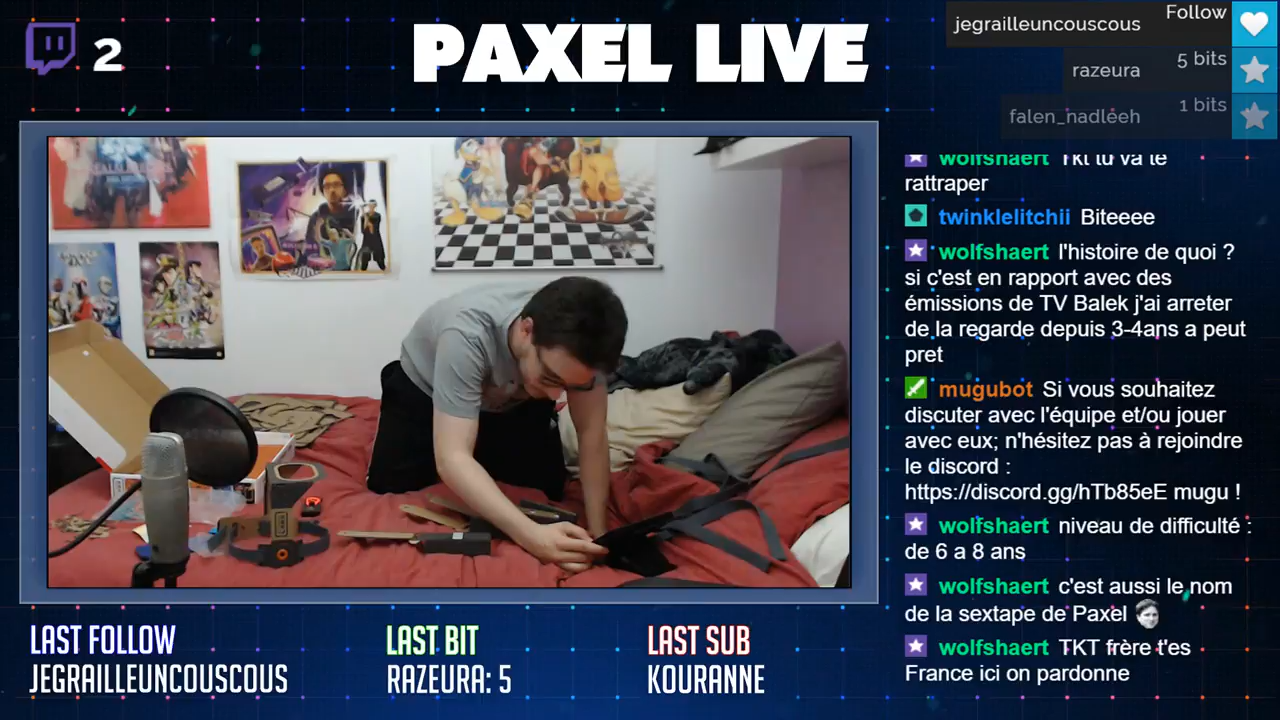 2
PAXEL LIVE
jegrailleuncouscous Follow
razeura 5 bits
falen_nadleeh 1 bits
wolfshaert TKt tu va te
rattraper
twinklelitchii Biteeee
wolfshaert l'histoire de quoi ?
si c'est en rapport avec des
émissions de TV Balek j'ai arreter
de la regarde depuis 3-4ans a peut
pret
mugubot Si vous souhaitez
discuter avec l'équipe et/ou jouer
avec eux; n'hésitez pas à rejoindre
le discord :
https://discord.gg/hTb85eE mugu !
wolfshaert niveau de difficulté :
de 6 a 8 ans
wolfshaert c'est aussi le nom
de la sextape de Paxel
wolfshaert TKT frère t'es
France ici on pardonne
LAST FOLLOW
JEGRAILLEUNCOUSCOUS
LAST BIT
RAZEURA: 5
LAST SUB
KOURANNE